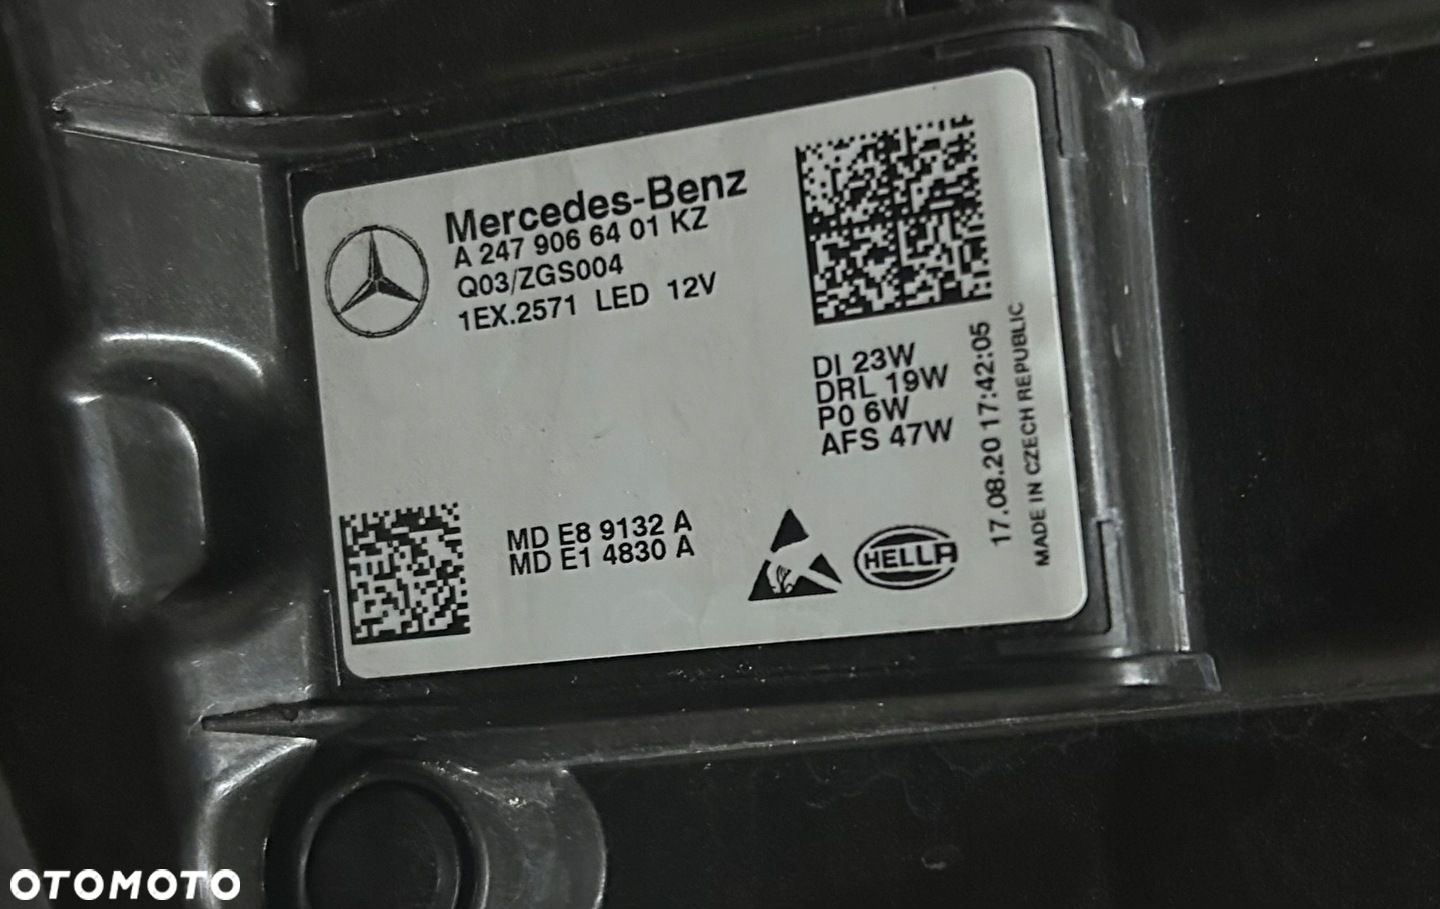 Mercedes-Benz
A 247 906 64 01 KZ
Q03/ZGS004
1EX.2571 LED 12V
DI 23W
DRL 19W
P0 6W
AFS 47W
17.08.20 17:42:05
MADE IN CZECH REPUBLIC
MD E8 9132 A
MD E1 4830 A
HELLA
OTOMOTO